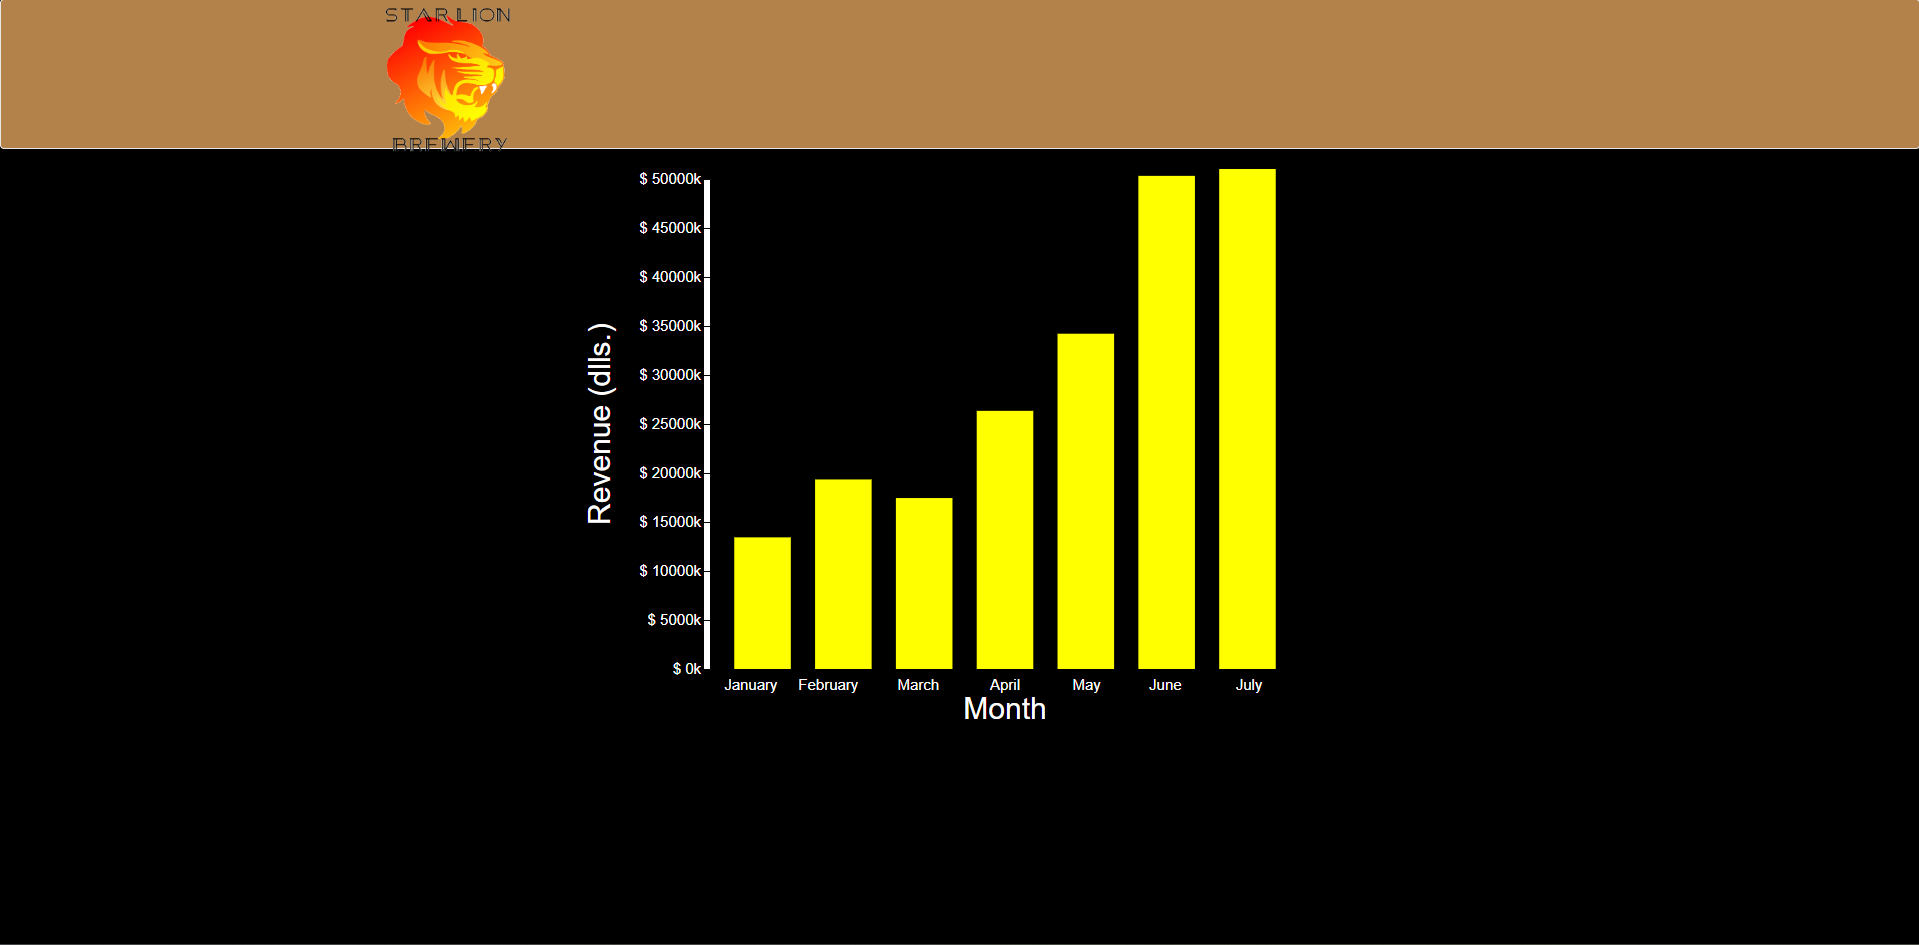 STAR LION
BREWERY
$ 50000k
$ 45000k
$ 40000k
$ 35000k
$ 30000k
$ 25000k
$ 20000k
$ 15000k
$ 10000k
$ 5000k
$ 0k
Revenue (dlls.)
January February March April May June July
Month